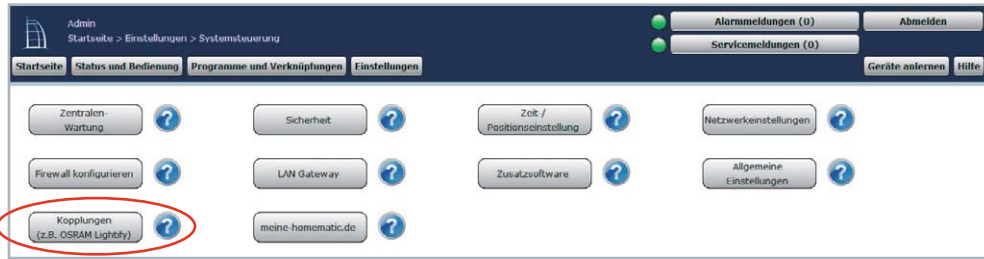 Admin
Startseite > Einstellungen > Systemsteuerung
Alarmmeldungen (0)
Abmelden
Servicemeldungen (0)
Startseite
Status und Bedienung
Programme und Verknüpfungen
Einstellungen
Geräte anlernen
Hilfe
Zentralen-
Wartung
?
Sicherheit
?
Zeit-/
Positionseinstellung
?
Netzwerkeinstellungen
?
Firewall konfigurieren
?
LAN Gateway
?
Zusatzsoftware
?
Allgemeine
Einstellungen
?
Kopplungen
(z.B. OSRAM Lightify)
?
meine-homematic.de
?